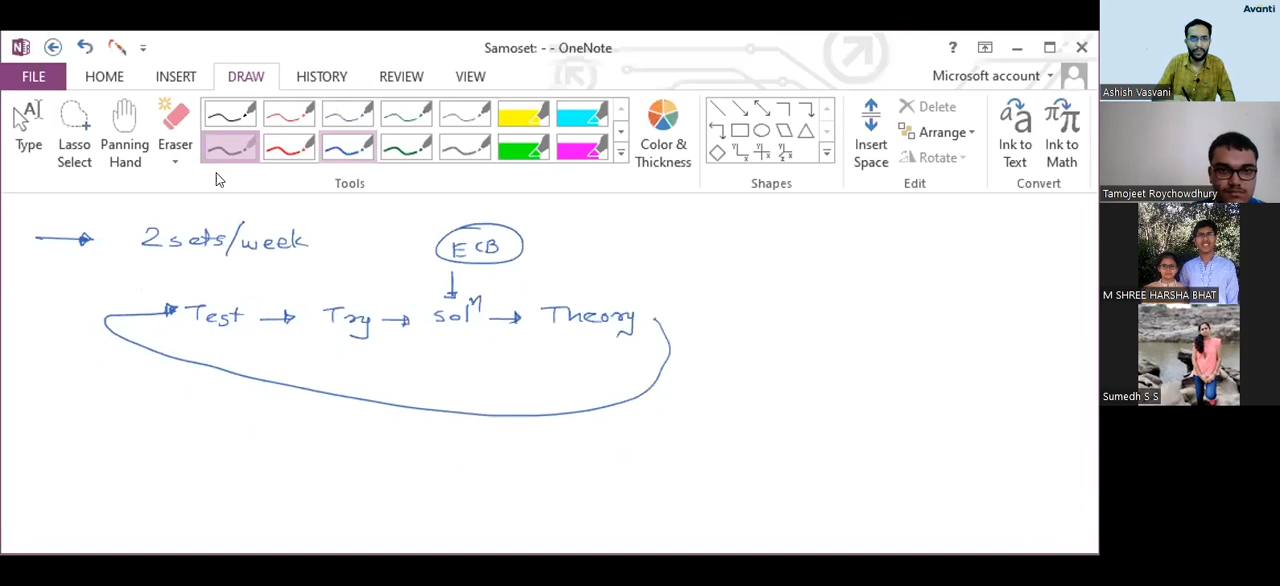 Avanti
Samoset: - - OneNote
?
FILE HOME INSERT DRAW HISTORY REVIEW VIEW
Microsoft account
Ashish Vasvani
Type
Lasso Select
Panning Hand
Eraser
Color & Thickness
Insert Space
Delete
Arrange
Rotate
Ink to Text
Ink to Math
Tools Shapes Edit Convert
Tamojeet Roychowdhury
M SHREE HARSHA BHAT
Sumedh S S
2 sets/week
ECB
Test → Try → solⁿ → Theory